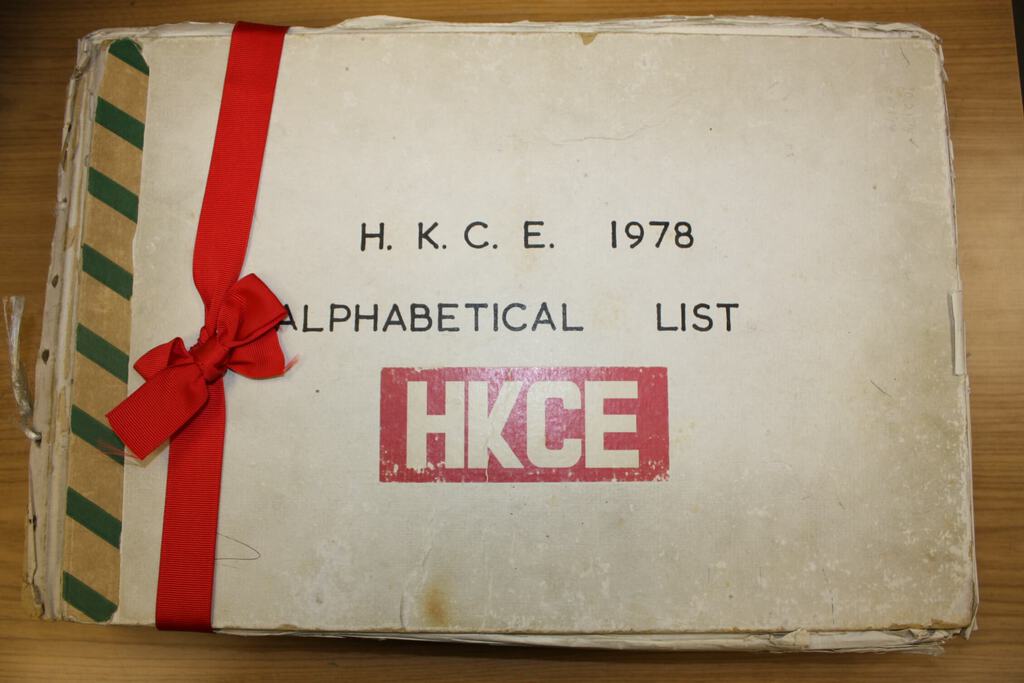 H. K. C. E. 1978
ALPHABETICAL LIST
HKCE